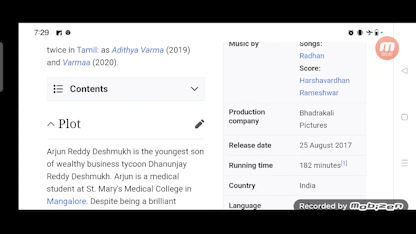 7:29
twice in Tamil: as Adithya Varma (2019)
and Varmaa (2020).
Contents
Plot
Arjun Reddy Deshmukh is the youngest son
of wealthy business tycoon Dhanunjay
Reddy Deshmukh. Arjun is a medical
student at St. Mary's Medical College in
Mangalore. Despite being a brilliant
Music by
Songs:
Radhan
Score:
Harshavardhan
Rameshwar
Production
company
Bhadrakali
Pictures
Release date
25 August 2017
Running time
182 minutes[1]
Country
India
Language
Recorded by Mobizen